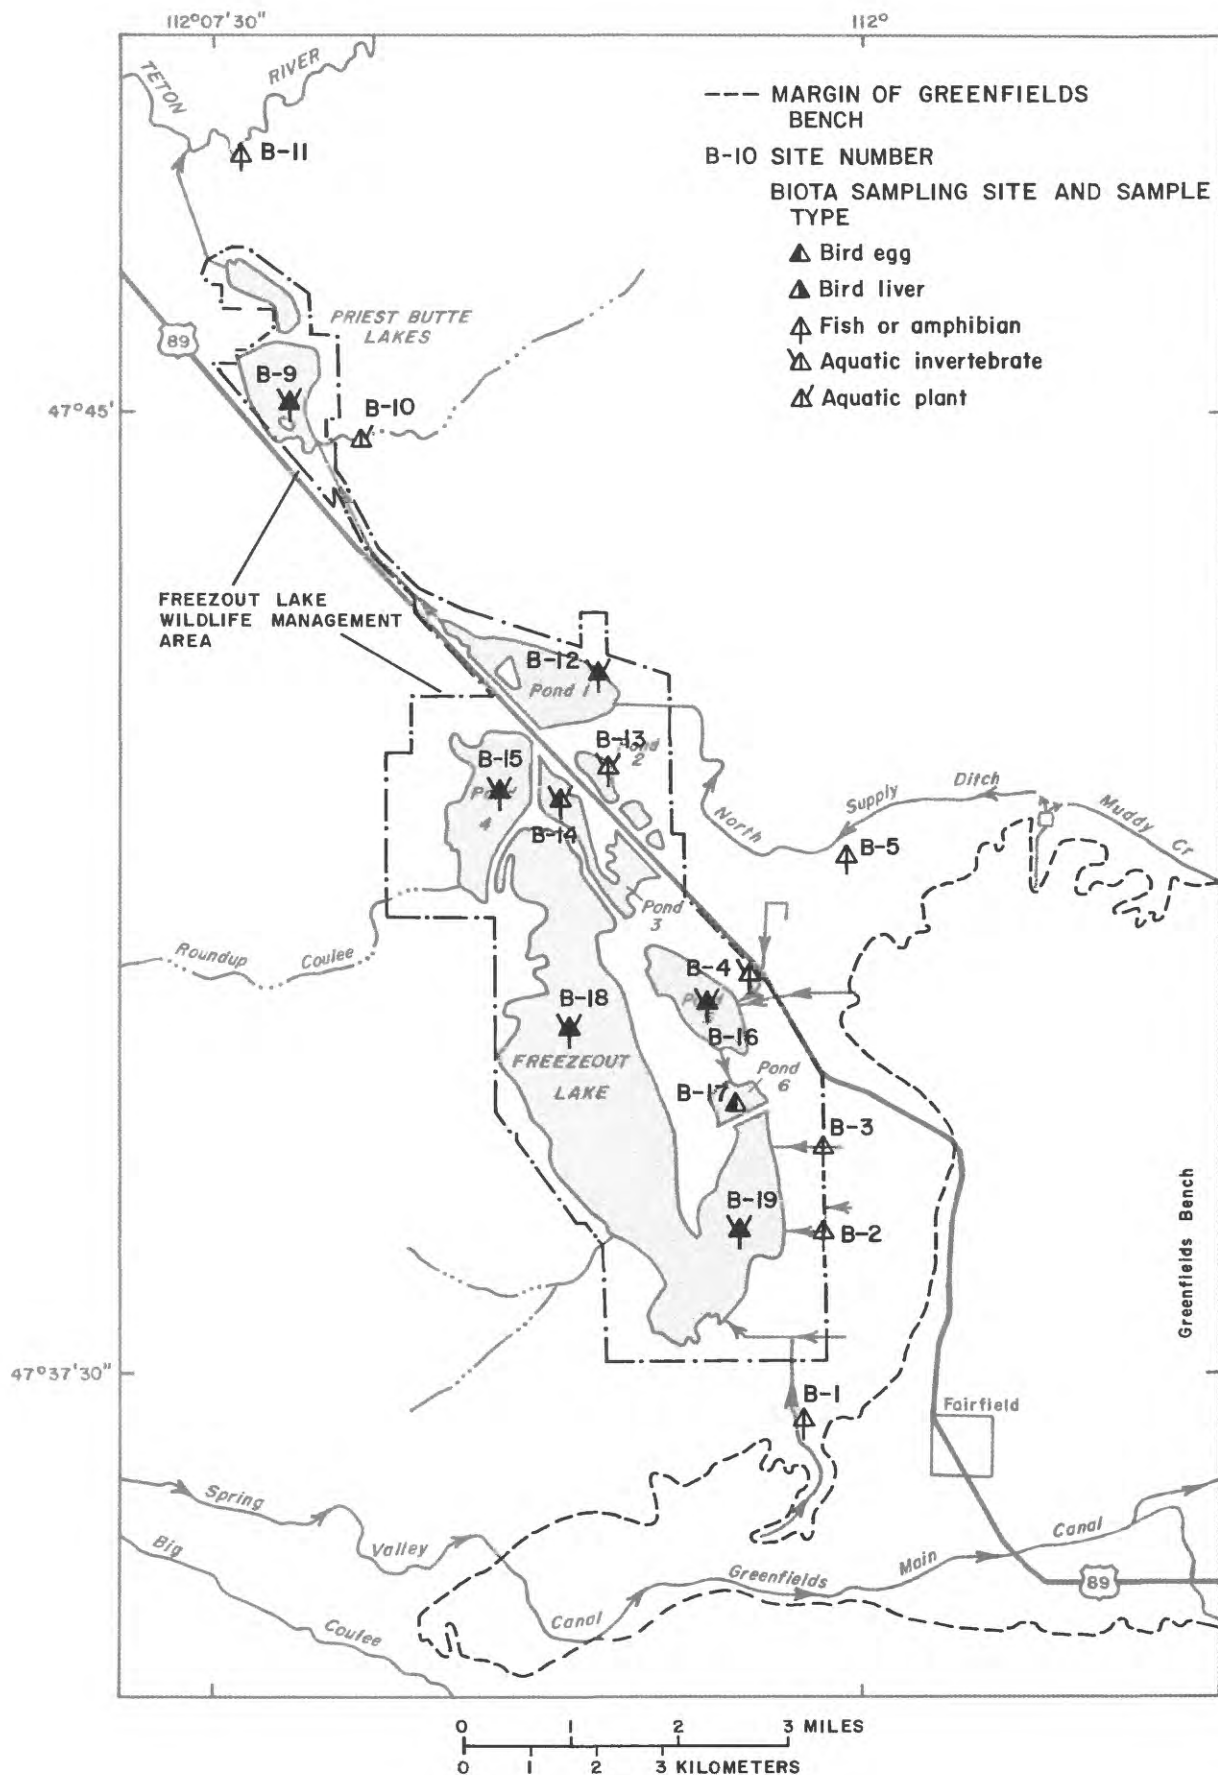 112°07'30"
112°
TETON
RIVER
B-11
--- MARGIN OF GREENFIELDS
BENCH
B-10 SITE NUMBER
BIOTA SAMPLING SITE AND SAMPLE
TYPE
Bird egg
Bird liver
Fish or amphibian
Aquatic invertebrate
Aquatic plant
PRIEST BUTTE
LAKES
89
B-9
B-10
47°45'
FREEZOUT LAKE
WILDLIFE MANAGEMENT
AREA
B-12
Pond 1
B-13
Pond
2
B-15
Pond
4
B-14
North
Supply
Ditch
Muddy
Cr
B-5
Pond
3
Roundup
Coulee
B-4
B-18
B-16
FREEZEOUT
LAKE
Pond
6
B-17
B-3
B-19
B-2
Greenfields Bench
47°37'30"
B-1
Fairfield
Spring
Valley
Canal
Greenfields
Main
Canal
89
Big
Coulee
0 1 2 3 MILES
0 1 2 3 KILOMETERS